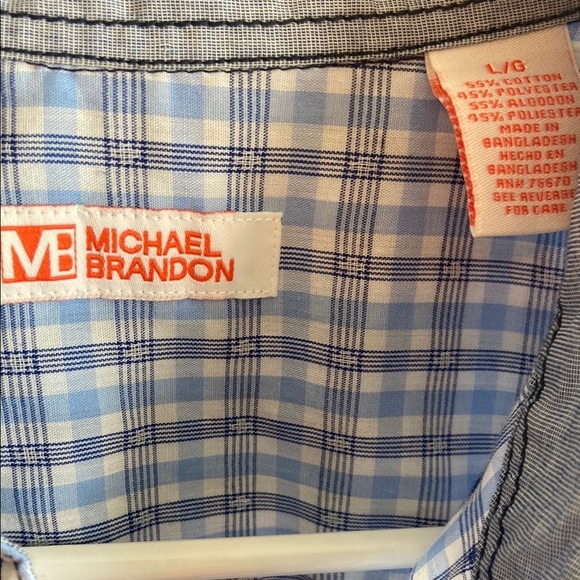 MB
MICHAEL
BRANDON
L/G
55% COTTON
45% POLYESTER
55% ALGODON
45% POLIESTER
MADE IN
BANGLADESH
HECHO EN
BANGLADESH
RN# 75670
SEE REVERSE
FOR CARE